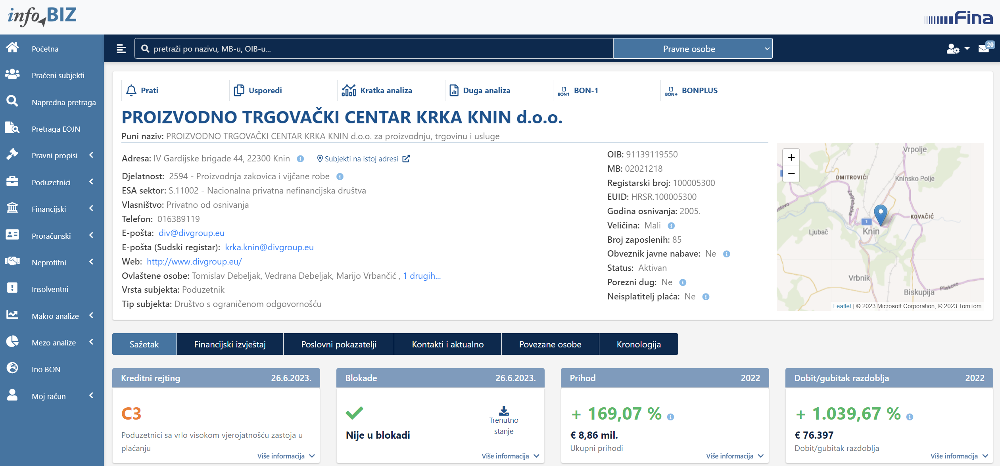 infoBIZ
Fina
pretraži po nazivu, MB-u, OIB-u...
Pravne osobe
20
Početna
Praćeni subjekti
Napredna pretraga
Pretraga EOJN
Pravni propisi
Poduzetnici
Financijski
Proračunski
Neprofitni
Insolventni
Makro analize
Mezo analize
Ino BON
Moj račun
Prati
Usporedi
Kratka analiza
Duga analiza
BON1 BON-1
BON+ BONPLUS
PROIZVODNO TRGOVAČKI CENTAR KRKA KNIN d.o.o.
Puni naziv: PROIZVODNO TRGOVAČKI CENTAR KRKA KNIN d.o.o. za proizvodnju, trgovinu i usluge
Adresa: IV Gardijske brigade 44, 22300 Knin
Subjekti na istoj adresi
Djelatnost: 2594 - Proizvodnja zakovica i vijčane robe
ESA sektor: S.11002 - Nacionalna privatna nefinancijska društva
Vlasništvo: Privatno od osnivanja
Telefon: 016389119
E-pošta: div@divgroup.eu
E-pošta (Sudski registar): krka.knin@divgroup.eu
Web: http://www.divgroup.eu/
Ovlaštene osobe: Tomislav Debeljak, Vedrana Debeljak, Marijo Vrbančić , 1 drugih...
Vrsta subjekta: Poduzetnik
Tip subjekta: Društvo s ograničenom odgovornošću
OIB: 91139119550
MB: 02021218
Registarski broj: 100005300
EUID: HRSR.100005300
Godina osnivanja: 2005.
Veličina: Mali
Broj zaposlenih: 85
Obveznik javne nabave: Ne
Status: Aktivan
Porezni dug: Ne
Neisplatitelj plaća: Ne
+
−
Vrpolje
DMITROVIĆI
Kninsko Polje
Zagrebačka
stovo
1
KOVAČIĆ
Knin
Ljubač
Vrbnik
Pliskovo
Biskupija
Leaflet | © 2023 Microsoft Corporation, © 2023 TomTom
Sažetak
Financijski izvještaj
Poslovni pokazatelji
Kontakti i aktualno
Povezane osobe
Kronologija
Kreditni rejting 26.6.2023.
C3
Poduzetnici sa vrlo visokom vjerojatnošću zastoja u
plaćanju
Više informacija
Blokade 26.6.2023.
Trenutno
stanje
Nije u blokadi
Više informacija
Prihod 2022
+ 169,07 %
€ 8,86 mil.
Ukupni prihodi
Više informacija
Dobit/gubitak razdoblja 2022
+ 1.039,67 %
€ 76.397
Dobit/gubitak razdoblja
Više informacija